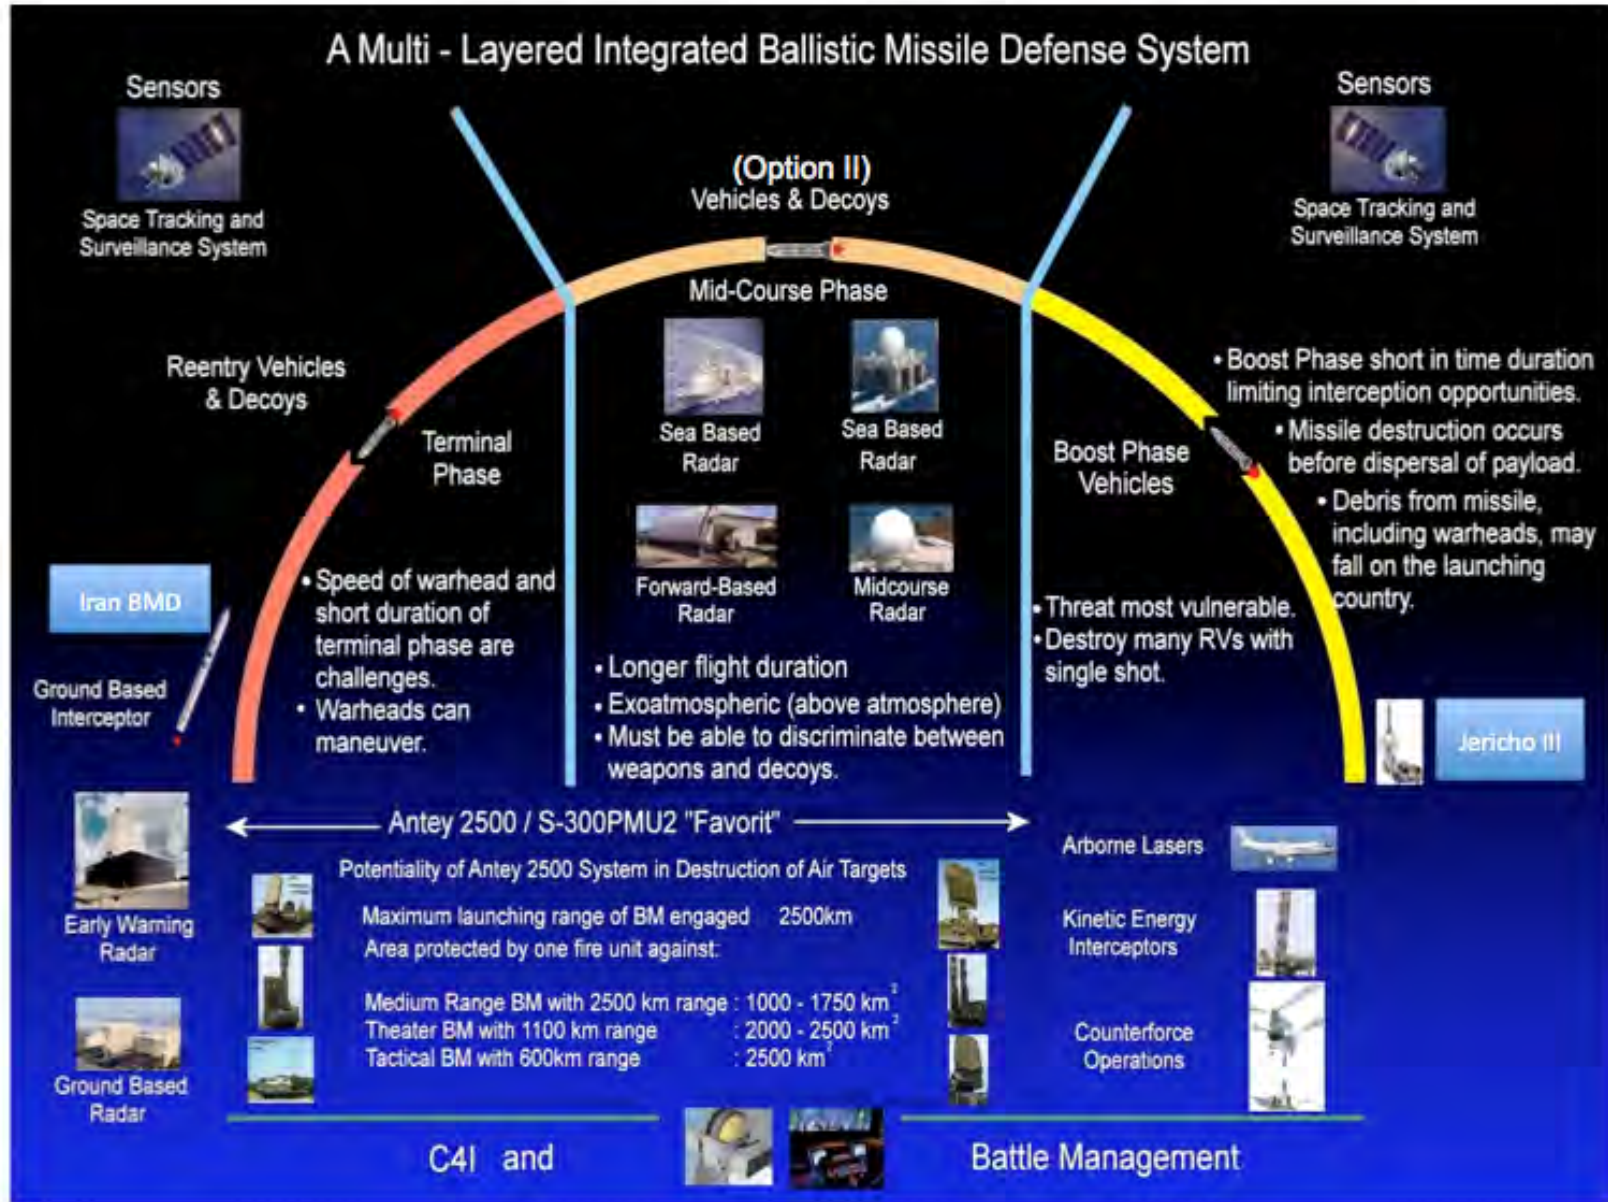 A Multi - Layered Integrated Ballistic Missile Defense System
Sensors
Space Tracking and
Surveillance System
(Option II)
Vehicles & Decoys
Sensors
Space Tracking and
Surveillance System
Mid-Course Phase
Sea Based
Radar
Sea Based
Radar
Forward-Based
Radar
Midcourse
Radar
• Longer flight duration
• Exoatmospheric (above atmosphere)
• Must be able to discriminate between
weapons and decoys.
Reentry Vehicles
& Decoys
Terminal
Phase
• Speed of warhead and
short duration of
terminal phase are
challenges.
• Warheads can
maneuver.
Iran BMD
Ground Based
Interceptor
Early Warning
Radar
Ground Based
Radar
• Boost Phase short in time duration
limiting interception opportunities.
• Missile destruction occurs
before dispersal of payload.
• Debris from missile,
including warheads, may
fall on the launching
country.
Boost Phase
Vehicles
• Threat most vulnerable.
• Destroy many RVs with
single shot.
Jericho III
Antey 2500 / S-300PMU2 "Favorit"
Potentiality of Antey 2500 System in Destruction of Air Targets
Maximum launching range of BM engaged 2500km
Area protected by one fire unit against:
Medium Range BM with 2500 km range : 1000 - 1750 km²
Theater BM with 1100 km range : 2000 - 2500 km²
Tactical BM with 600km range : 2500 km²
Arborne Lasers
Kinetic Energy
Interceptors
Counterforce
Operations
C4I and Battle Management